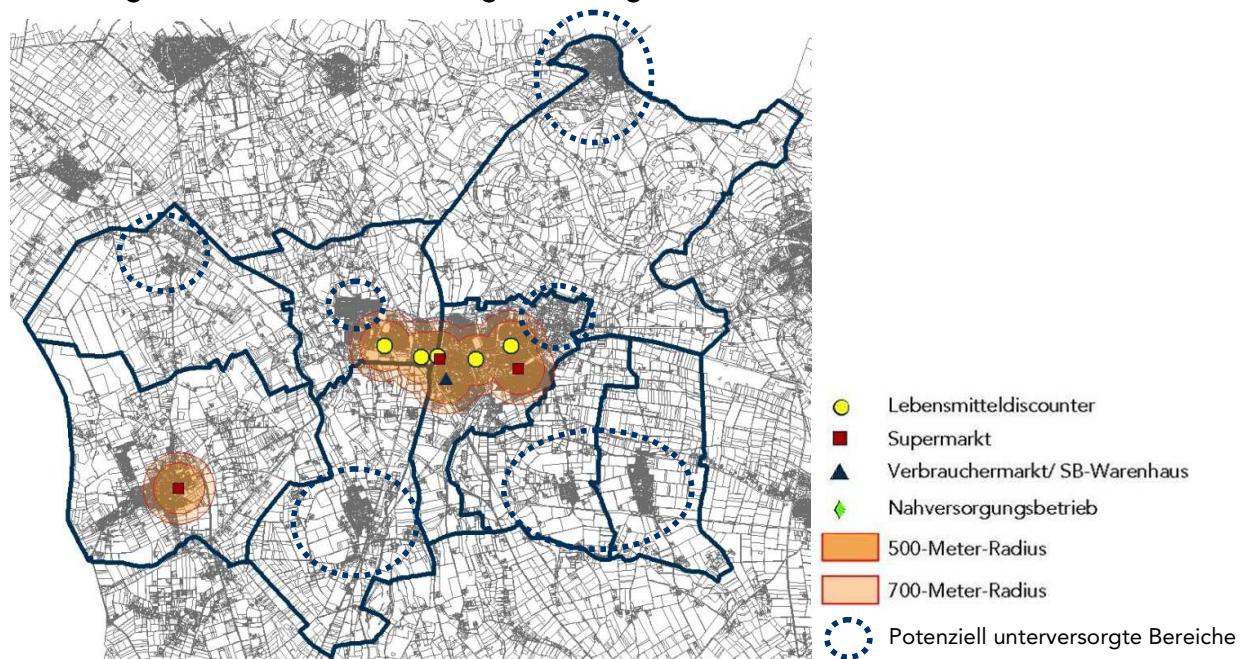 Lebensmitteldiscounter
Supermarkt
Verbrauchermarkt/ SB-Warenhaus
Nahversorgungsbetrieb
500-Meter-Radius
700-Meter-Radius
Potenziell unterversorgte Bereiche